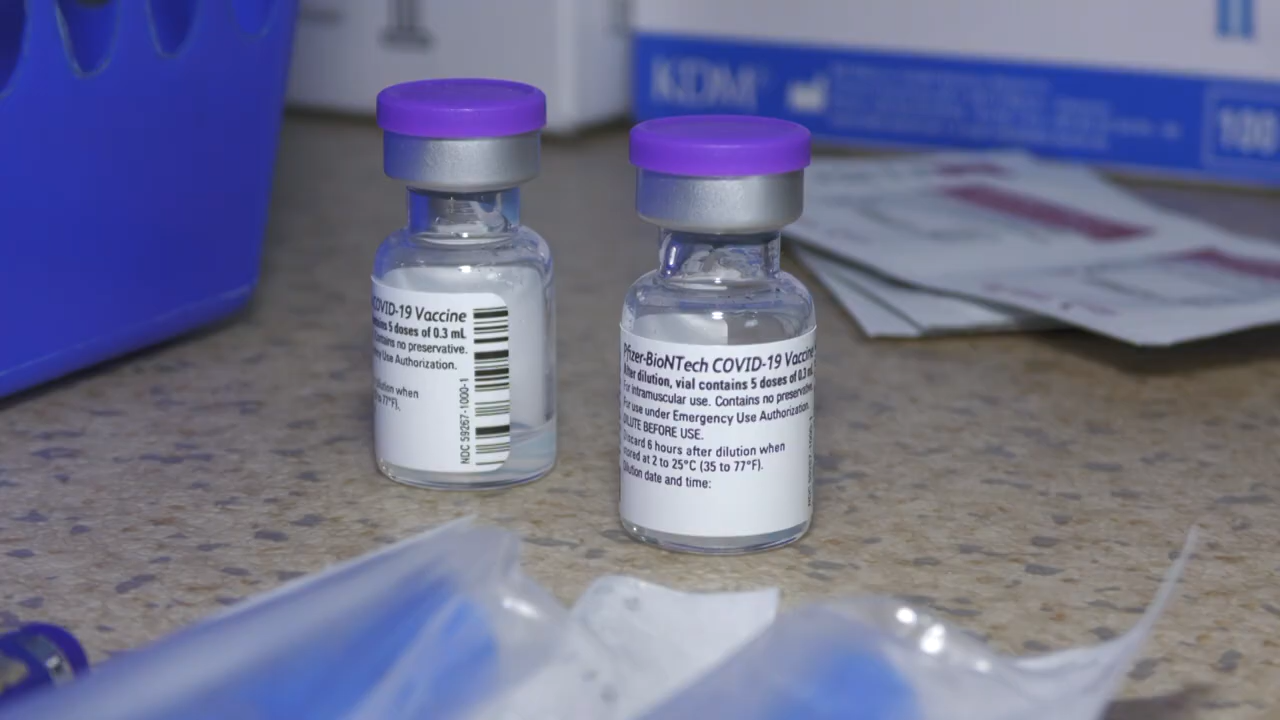 KDM
100
COVID-19 Vaccine
5 doses of 0.3 mL
contains no preservative.
Use Authorization.
dilution when
to 77°F).
NDC 59267-1000-1
Pfizer-BioNTech COVID-19 Vaccine
After dilution, vial contains 5 doses of 0.3 mL
For intramuscular use. Contains no preservative.
For use under Emergency Use Authorization.
DILUTE BEFORE USE.
Discard 6 hours after dilution when
stored at 2 to 25°C (35 to 77°F).
Dilution date and time: